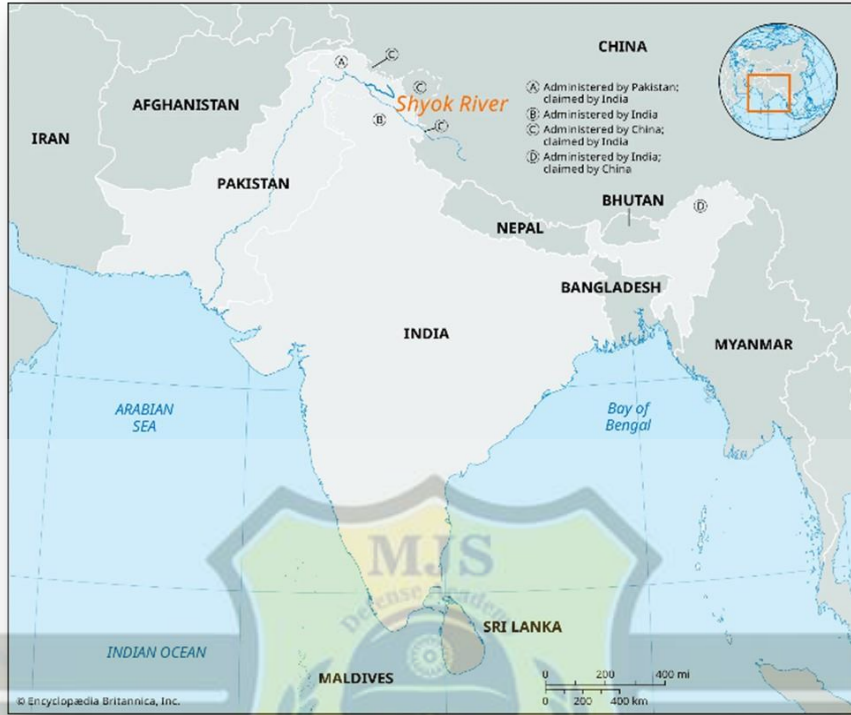 CHINA
Ⓐ Administered by Pakistan;
claimed by India
Ⓑ Administered by India
Ⓒ Administered by China;
claimed by India
Ⓓ Administered by India;
claimed by China
Ⓐ
Ⓒ
Ⓒ
Shyok River
Ⓑ
Ⓒ
AFGHANISTAN
IRAN
PAKISTAN
BHUTAN
Ⓓ
NEPAL
BANGLADESH
INDIA
MYANMAR
ARABIAN
SEA
Bay of
Bengal
MJS
Defense Academy
SRI LANKA
INDIAN OCEAN
MALDIVES
0 200 400 mi
0 200 400 km
© Encyclopædia Britannica, Inc.